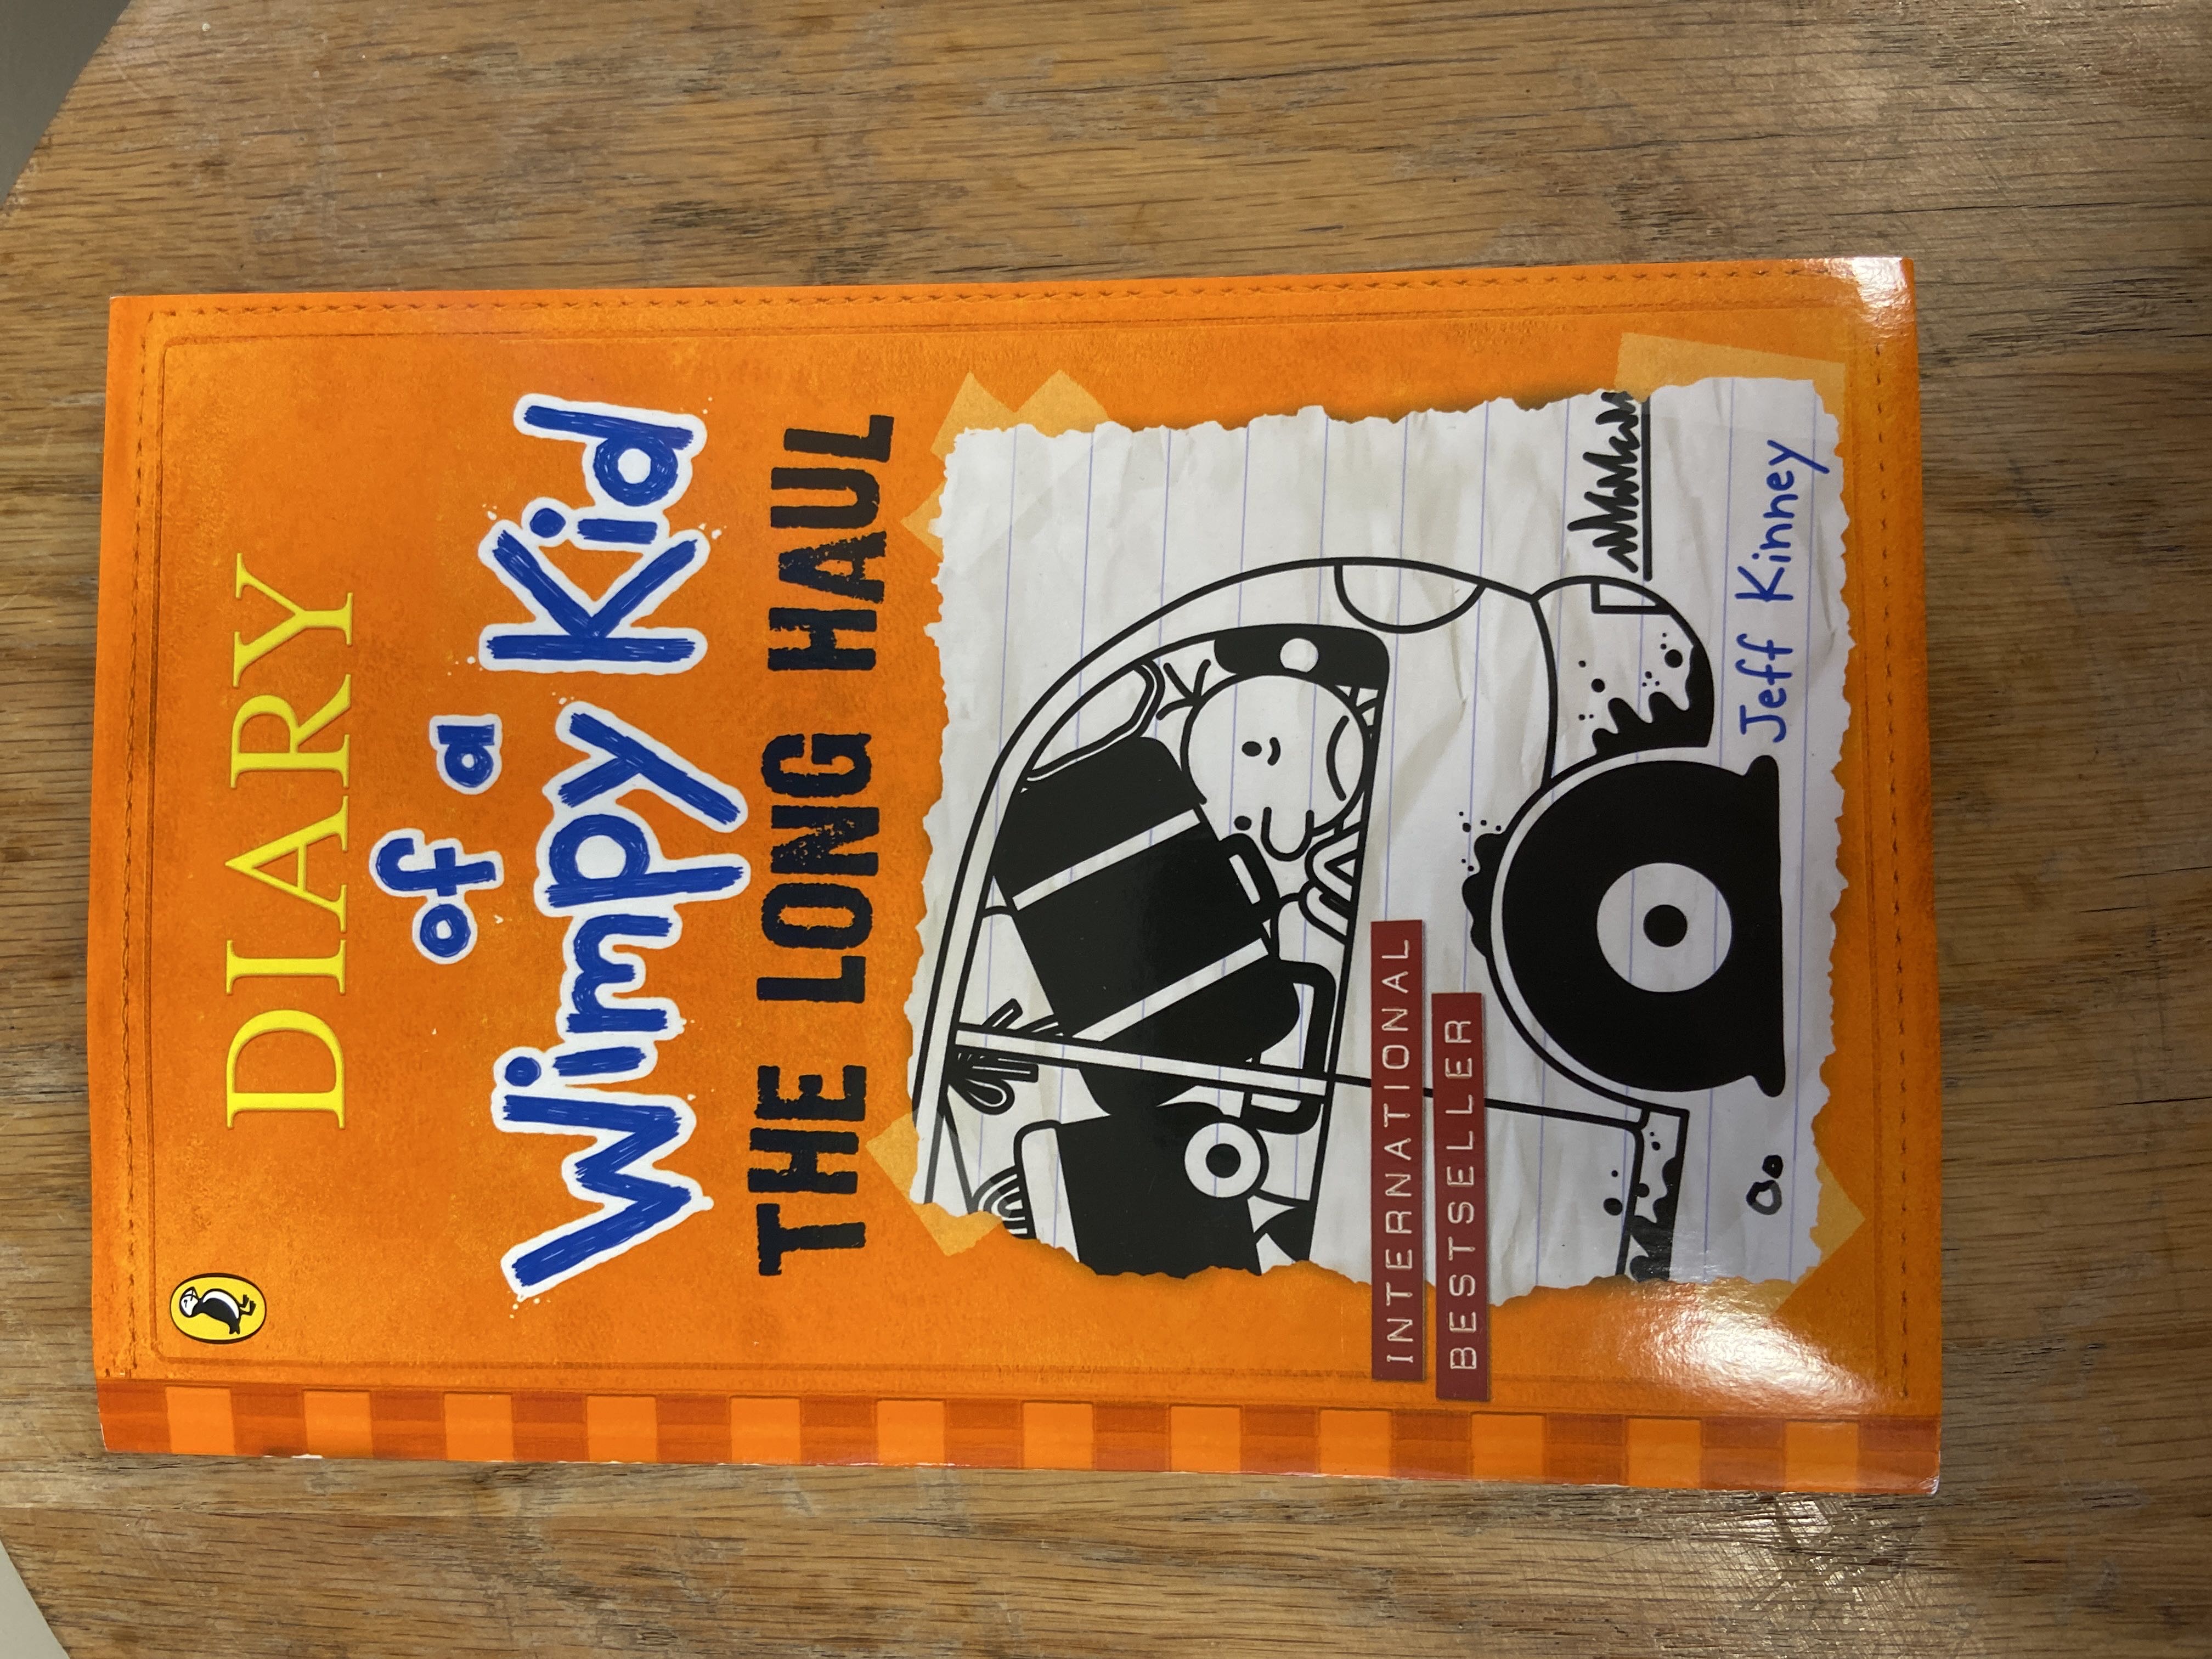 DIARY
of a
Wimpy Kid
THE LONG HAUL
INTERNATIONAL
BESTSELLER
Jeff Kinney